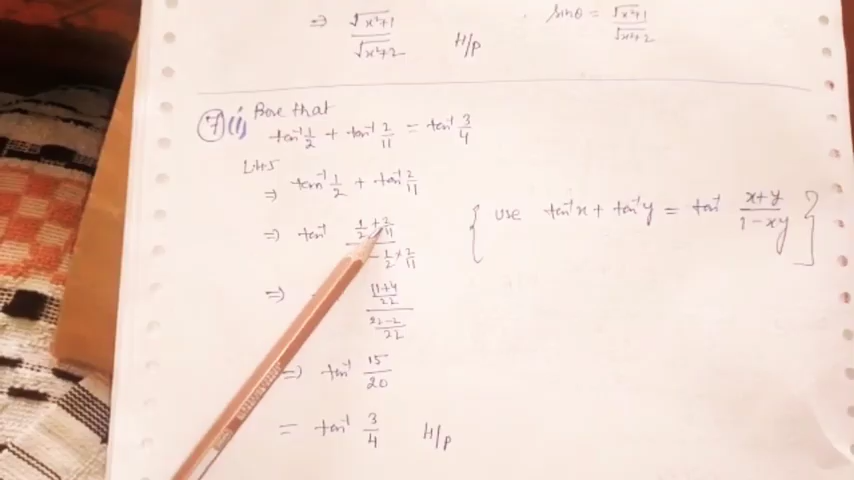 ⇒ √x²+1 / √x²+2 H/p
sinθ = √x²+1 / √x²+2
7 (i) Prove that
tan⁻¹ 1/2 + tan⁻¹ 2/11 = tan⁻¹ 3/4
L.H.S
⇒ tan⁻¹ 1/2 + tan⁻¹ 2/11
⇒ tan⁻¹ (1/2 + 2/11) / ( - 1/2 × 2/11)
{ use tan⁻¹x + tan⁻¹y = tan⁻¹ (x+y) / (1-xy) }
⇒ (11+4 / 22) / (22-2 / 22)
⇒ tan⁻¹ 15/20
= tan⁻¹ 3/4 H/p